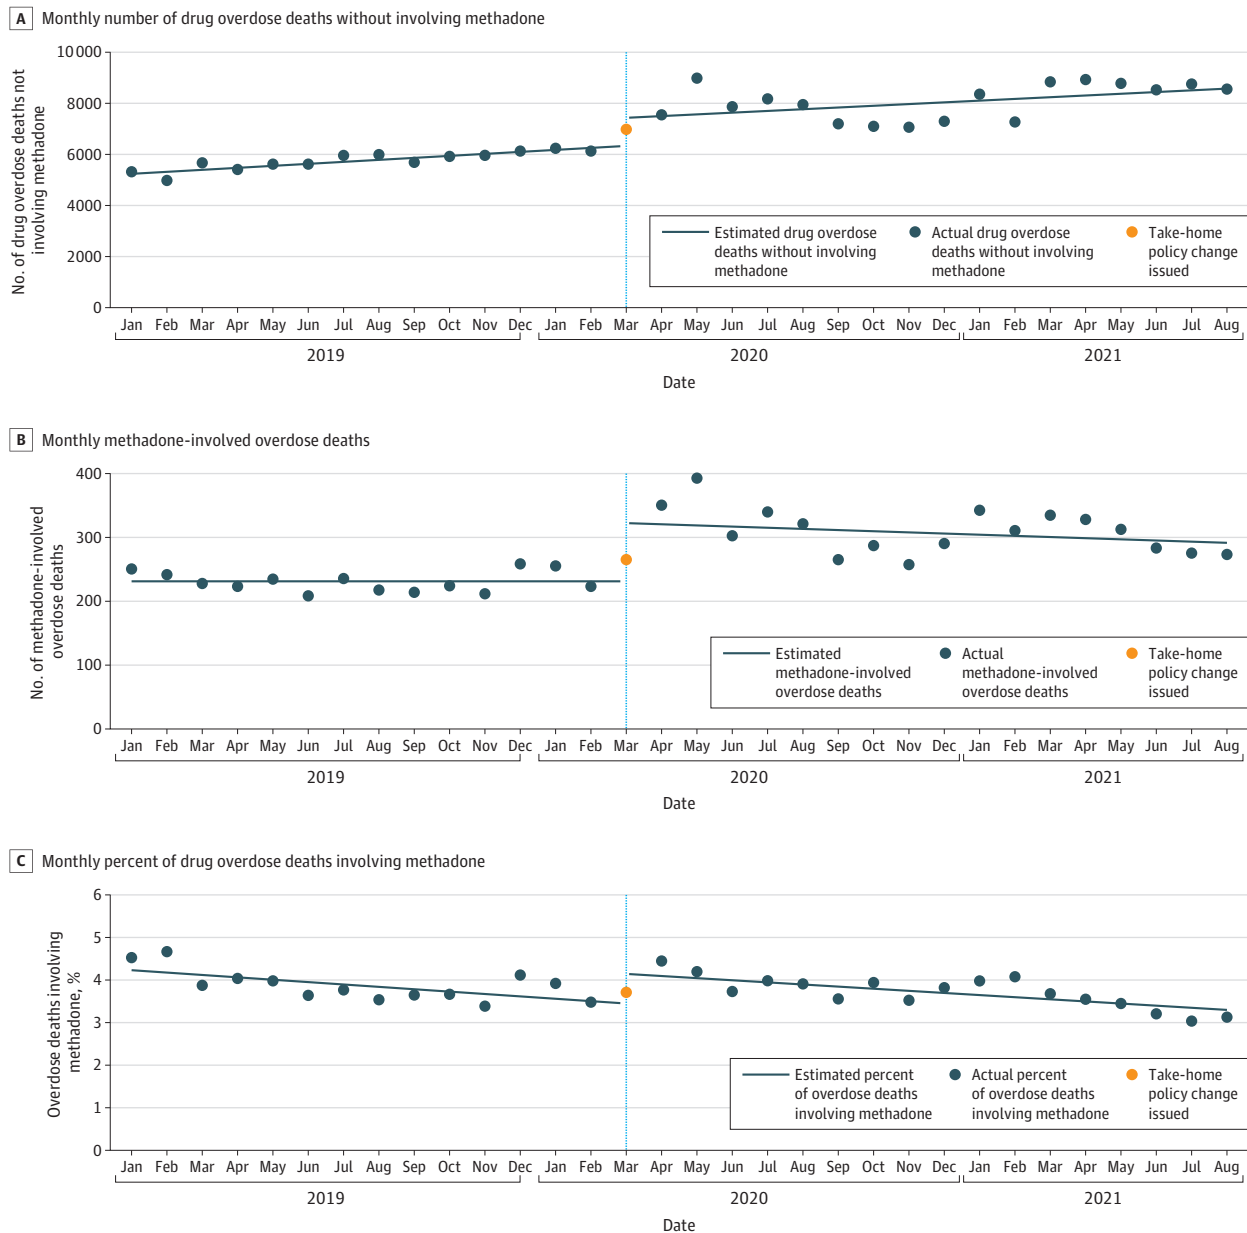 A Monthly number of drug overdose deaths without involving methadone
No. of drug overdose deaths not
involving methadone
10 000
8000
6000
4000
2000
0
Estimated drug overdose
deaths without involving
methadone
Actual drug overdose
deaths without involving
methadone
Take-home
policy change
issued
Jan Feb Mar Apr May Jun Jul Aug Sep Oct Nov Dec Jan Feb Mar Apr May Jun Jul Aug Sep Oct Nov Dec Jan Feb Mar Apr May Jun Jul Aug
2019 2020 2021
Date
B Monthly methadone-involved overdose deaths
No. of methadone-involved
overdose deaths
400
300
200
100
0
Estimated
methadone-involved
overdose deaths
Actual
methadone-involved
overdose deaths
Take-home
policy change
issued
Jan Feb Mar Apr May Jun Jul Aug Sep Oct Nov Dec Jan Feb Mar Apr May Jun Jul Aug Sep Oct Nov Dec Jan Feb Mar Apr May Jun Jul Aug
2019 2020 2021
Date
C Monthly percent of drug overdose deaths involving methadone
Overdose deaths involving
methadone, %
6
5
4
3
2
1
0
Estimated percent
of overdose deaths
involving methadone
Actual percent
of overdose deaths
involving methadone
Take-home
policy change
issued
Jan Feb Mar Apr May Jun Jul Aug Sep Oct Nov Dec Jan Feb Mar Apr May Jun Jul Aug Sep Oct Nov Dec Jan Feb Mar Apr May Jun Jul Aug
2019 2020 2021
Date